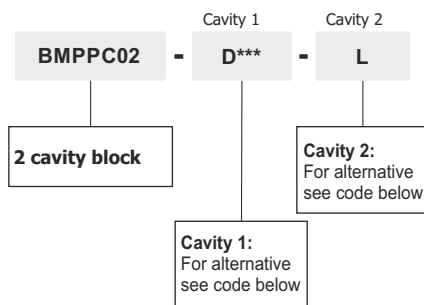 Cavity 1 Cavity 2
BMPPC02 - D*** - L
2 cavity block
Cavity 2:
For alternative
see code below
Cavity 1:
For alternative
see code below